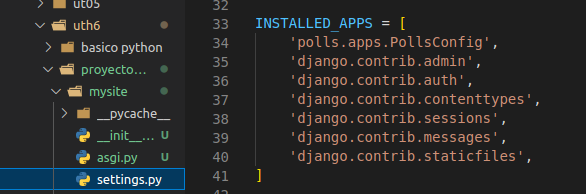 ut05
uth6
basico python
proyecto...
mysite
__pycache__
__init__... U
asgi.py U
settings.py
32
33 INSTALLED_APPS = [
34 'polls.apps.PollsConfig',
35 'django.contrib.admin',
36 'django.contrib.auth',
37 'django.contrib.contenttypes',
38 'django.contrib.sessions',
39 'django.contrib.messages',
40 'django.contrib.staticfiles',
41 ]
42